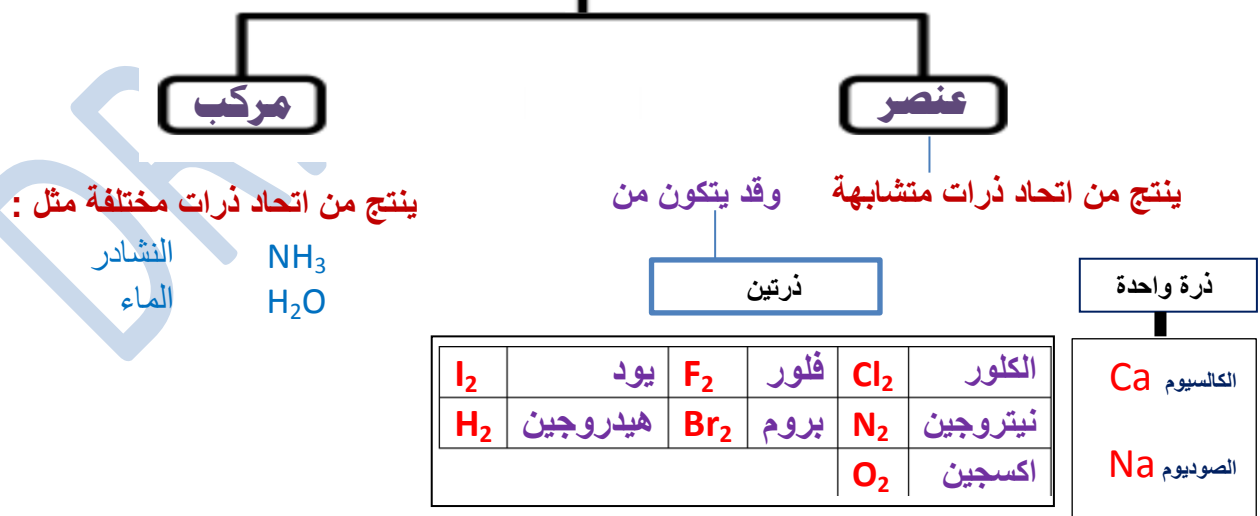 عنصر
مركب
ينتج من اتحاد ذرات متشابهة وقد يتكون من
ينتج من اتحاد ذرات مختلفة مثل :
النشادر NH₃
الماء H₂O
ذرة واحدة
ذرتين
الكالسيوم Ca
الصوديوم Na
الكلور Cl₂ فلور F₂ يود I₂
نيتروجين N₂ بروم Br₂ هيدروجين H₂
اكسجين O₂